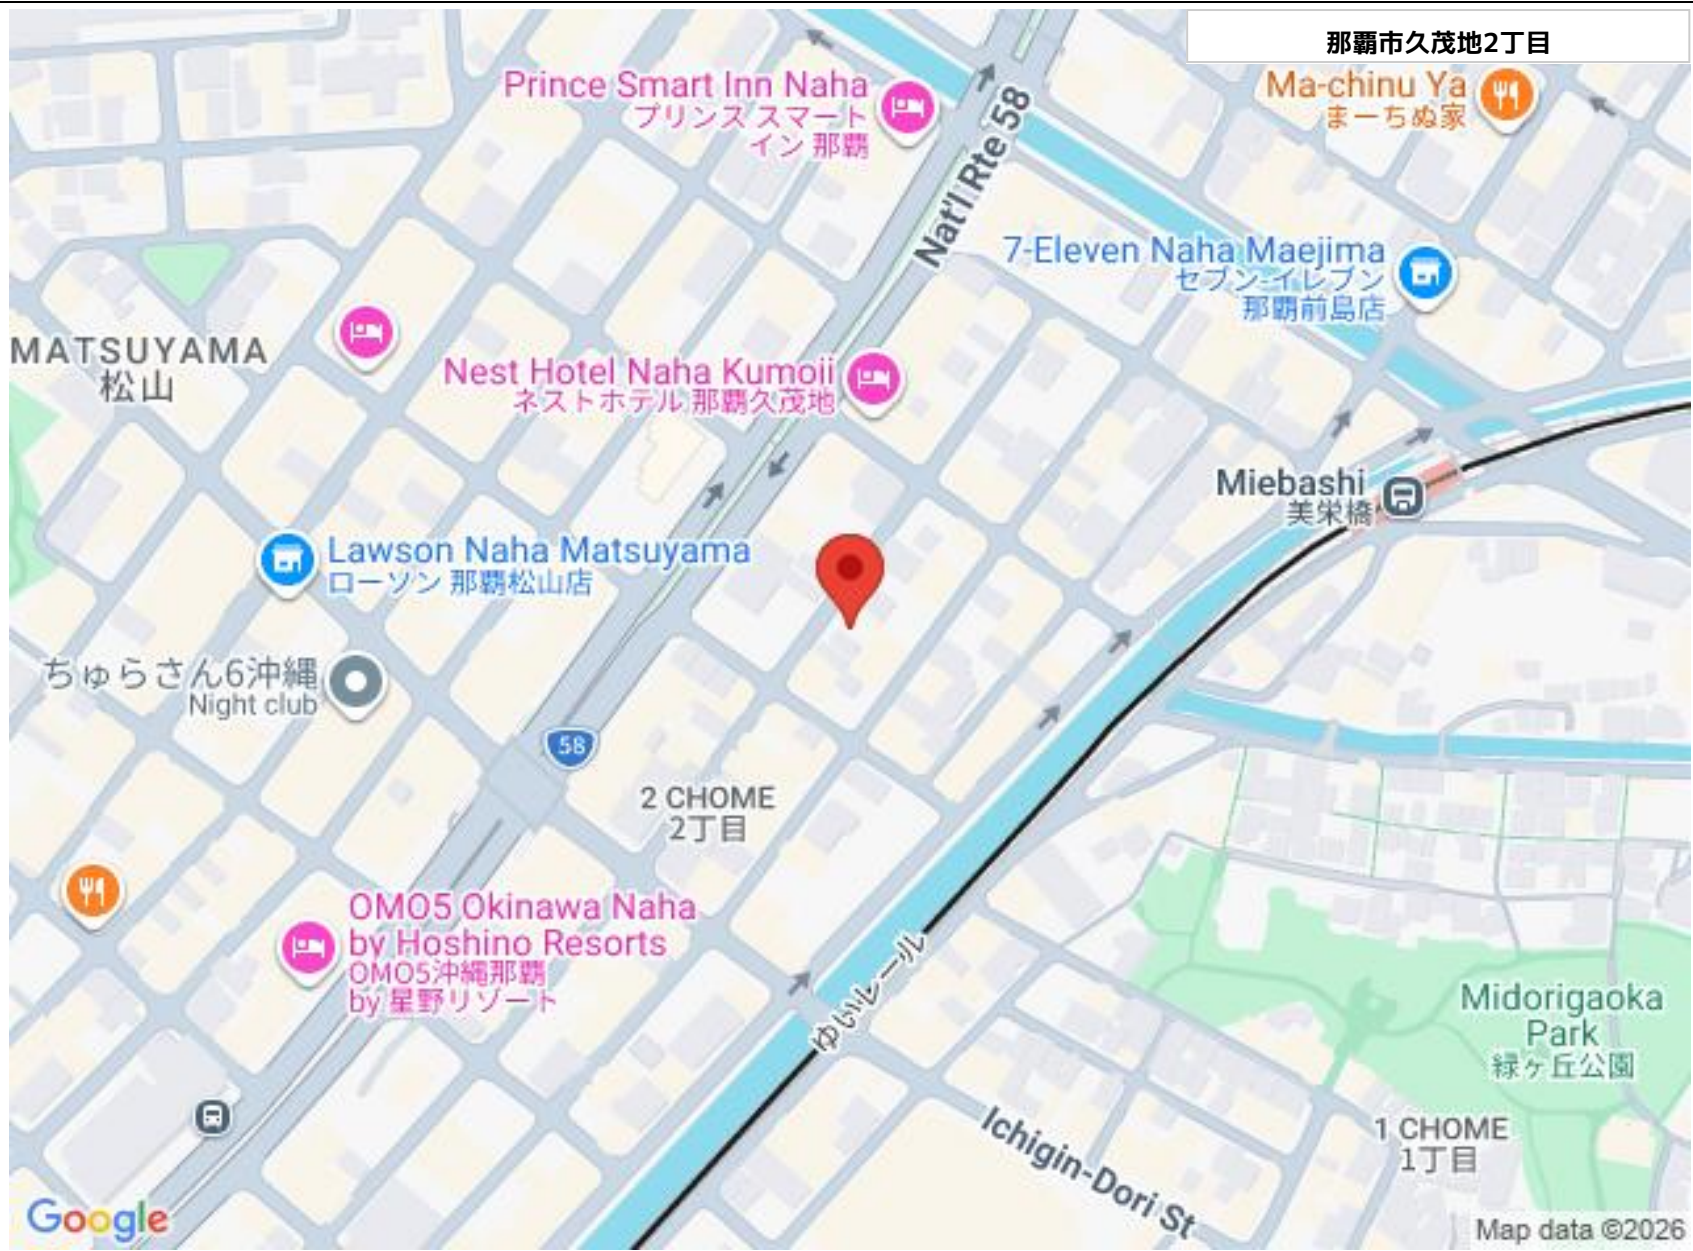 那覇市久茂地2丁目
Prince Smart Inn Naha
プリンス スマート
イン 那覇
Ma-chinu Ya
まーちぬ家
Nat'l Rte 58
7-Eleven Naha Maejima
セブン-イレブン
那覇前島店
MATSUYAMA
松山
Nest Hotel Naha Kumoji
ネストホテル 那覇久茂地
Miebashi
美栄橋
Lawson Naha Matsuyama
ローソン 那覇松山店
ちゅらさん6沖縄
Night club
58
2 CHOME
2丁目
OMO5 Okinawa Naha
by Hoshino Resorts
OMO5沖縄那覇
by 星野リゾート
ゆいレール
Midorigaoka
Park
緑ヶ丘公園
Ichigin-Dori St
1 CHOME
1丁目
Google
Map data ©2026